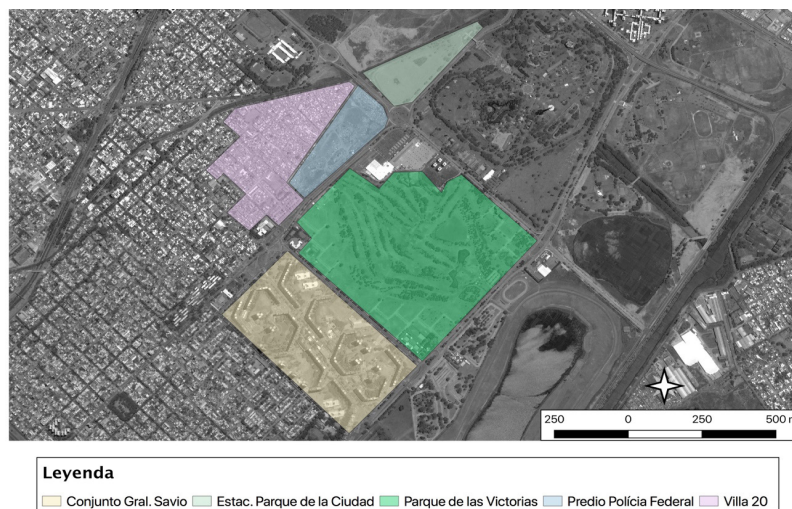 250 0 250 500 m
Leyenda
Conjunto Gral. Savio Estac. Parque de la Ciudad Parque de las Victorias Predio Polícia Federal Villa 20